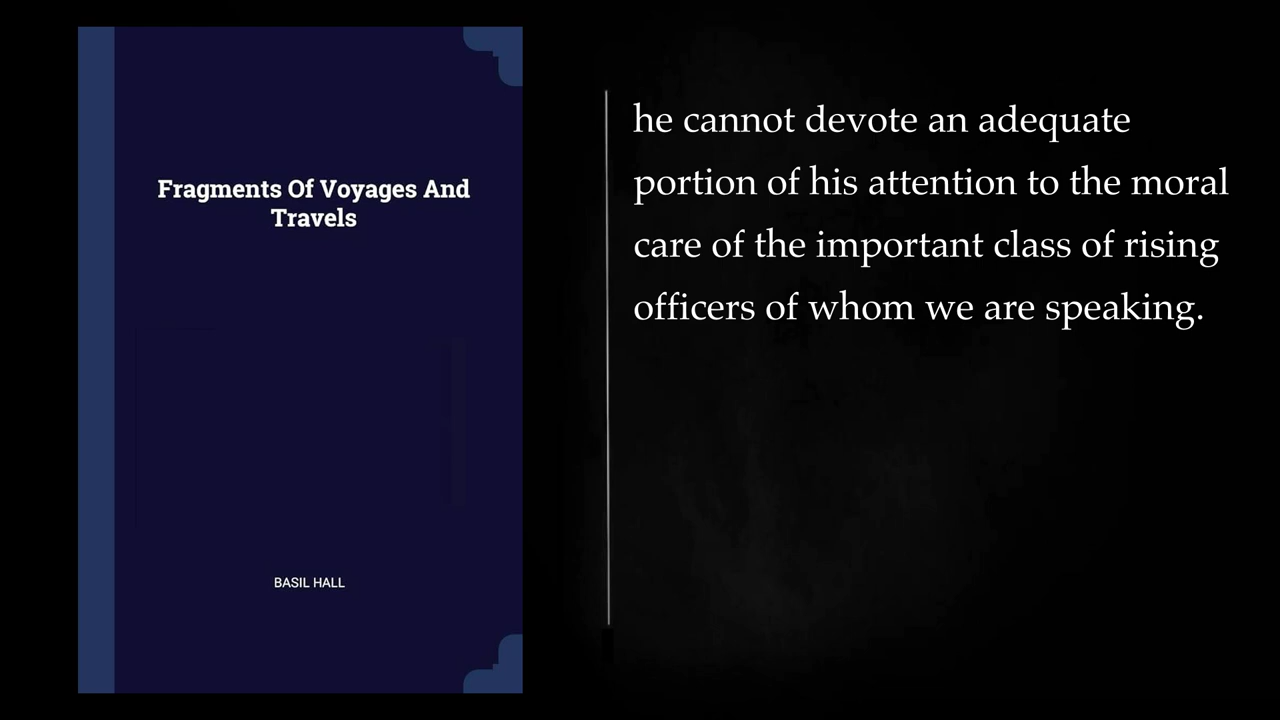 Fragments Of Voyages And
Travels
BASIL HALL
he cannot devote an adequate
portion of his attention to the moral
care of the important class of rising
officers of whom we are speaking.